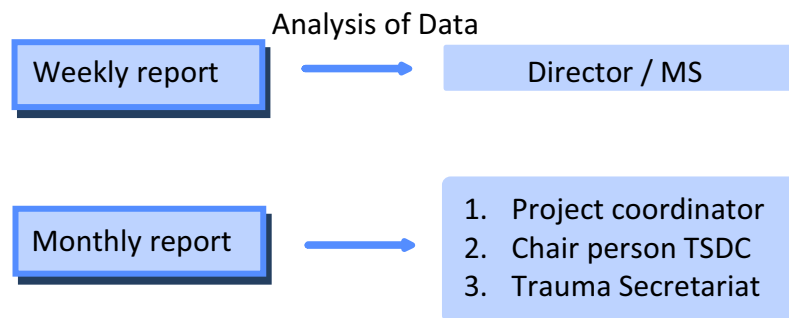 Analysis of Data
Weekly report
Director / MS
Monthly report
1. Project coordinator
2. Chair person TSDC
3. Trauma Secretariat